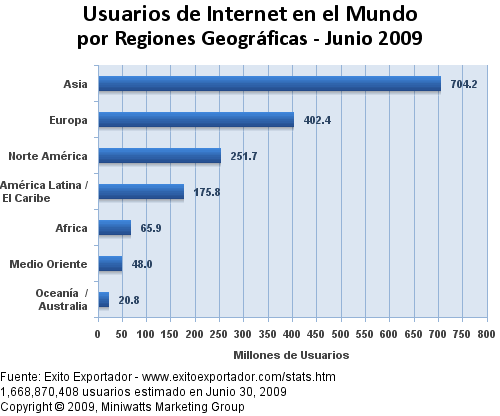 Usuarios de Internet en el Mundo
por Regiones Geográficas - Junio 2009
Asia 704.2
Europa 402.4
Norte América 251.7
América Latina /
El Caribe 175.8
Africa 65.9
Medio Oriente 48.0
Oceanía /
Australia 20.8
0 50 100 150 200 250 300 350 400 450 500 550 600 650 700 750 800
Millones de Usuarios
Fuente: Exito Exportador - www.exitoexportador.com/stats.htm
1,668,870,408 usuarios estimado en Junio 30, 2009
Copyright © 2009, Miniwatts Marketing Group